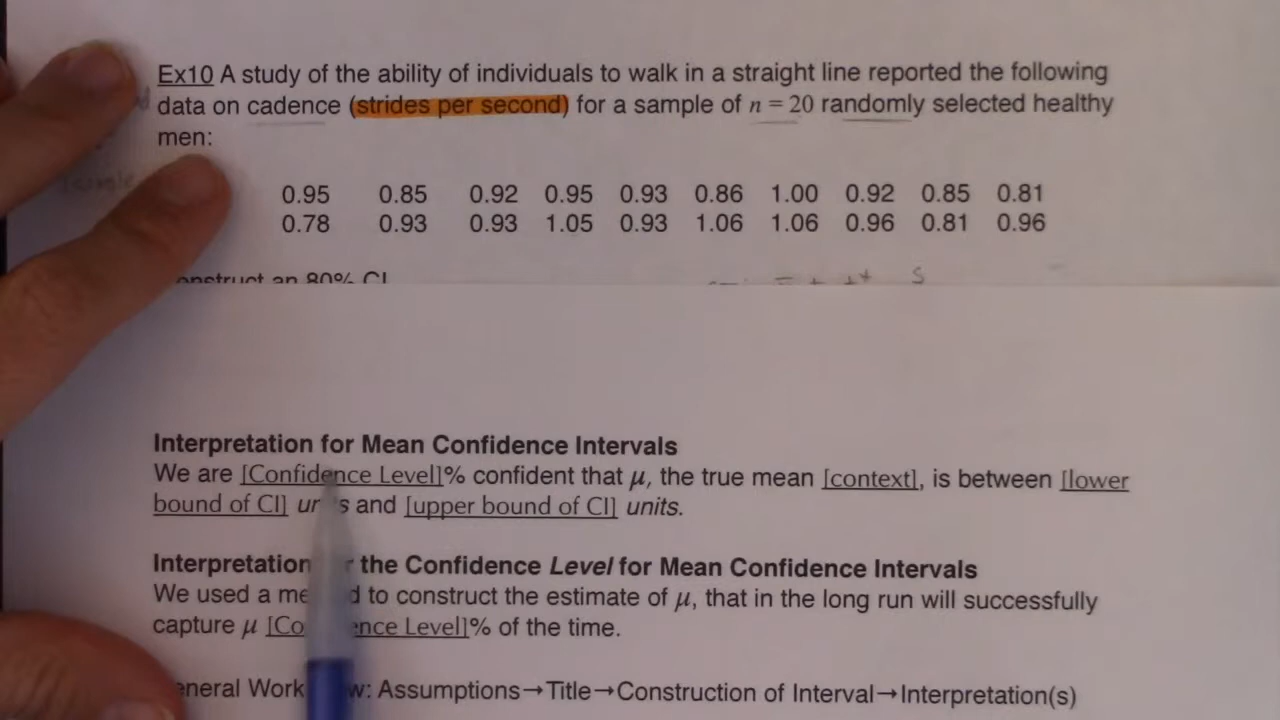 Ex10 A study of the ability of individuals to walk in a straight line reported the following
data on cadence (strides per second) for a sample of n = 20 randomly selected healthy
men:
0.95 0.85 0.92 0.95 0.93 0.86 1.00 0.92 0.85 0.81
0.78 0.93 0.93 1.05 0.93 1.06 1.06 0.96 0.81 0.96
an 80% CI
Interpretation for Mean Confidence Intervals
We are [Confidence Level]% confident that μ, the true mean [context], is between [lower
bound of CI] and [upper bound of CI] units.
Interpretation the Confidence Level for Mean Confidence Intervals
We used a to construct the estimate of μ, that in the long run will successfully
capture μ Level]% of the time.
Assumptions→Title→Construction of Interval→Interpretation(s)